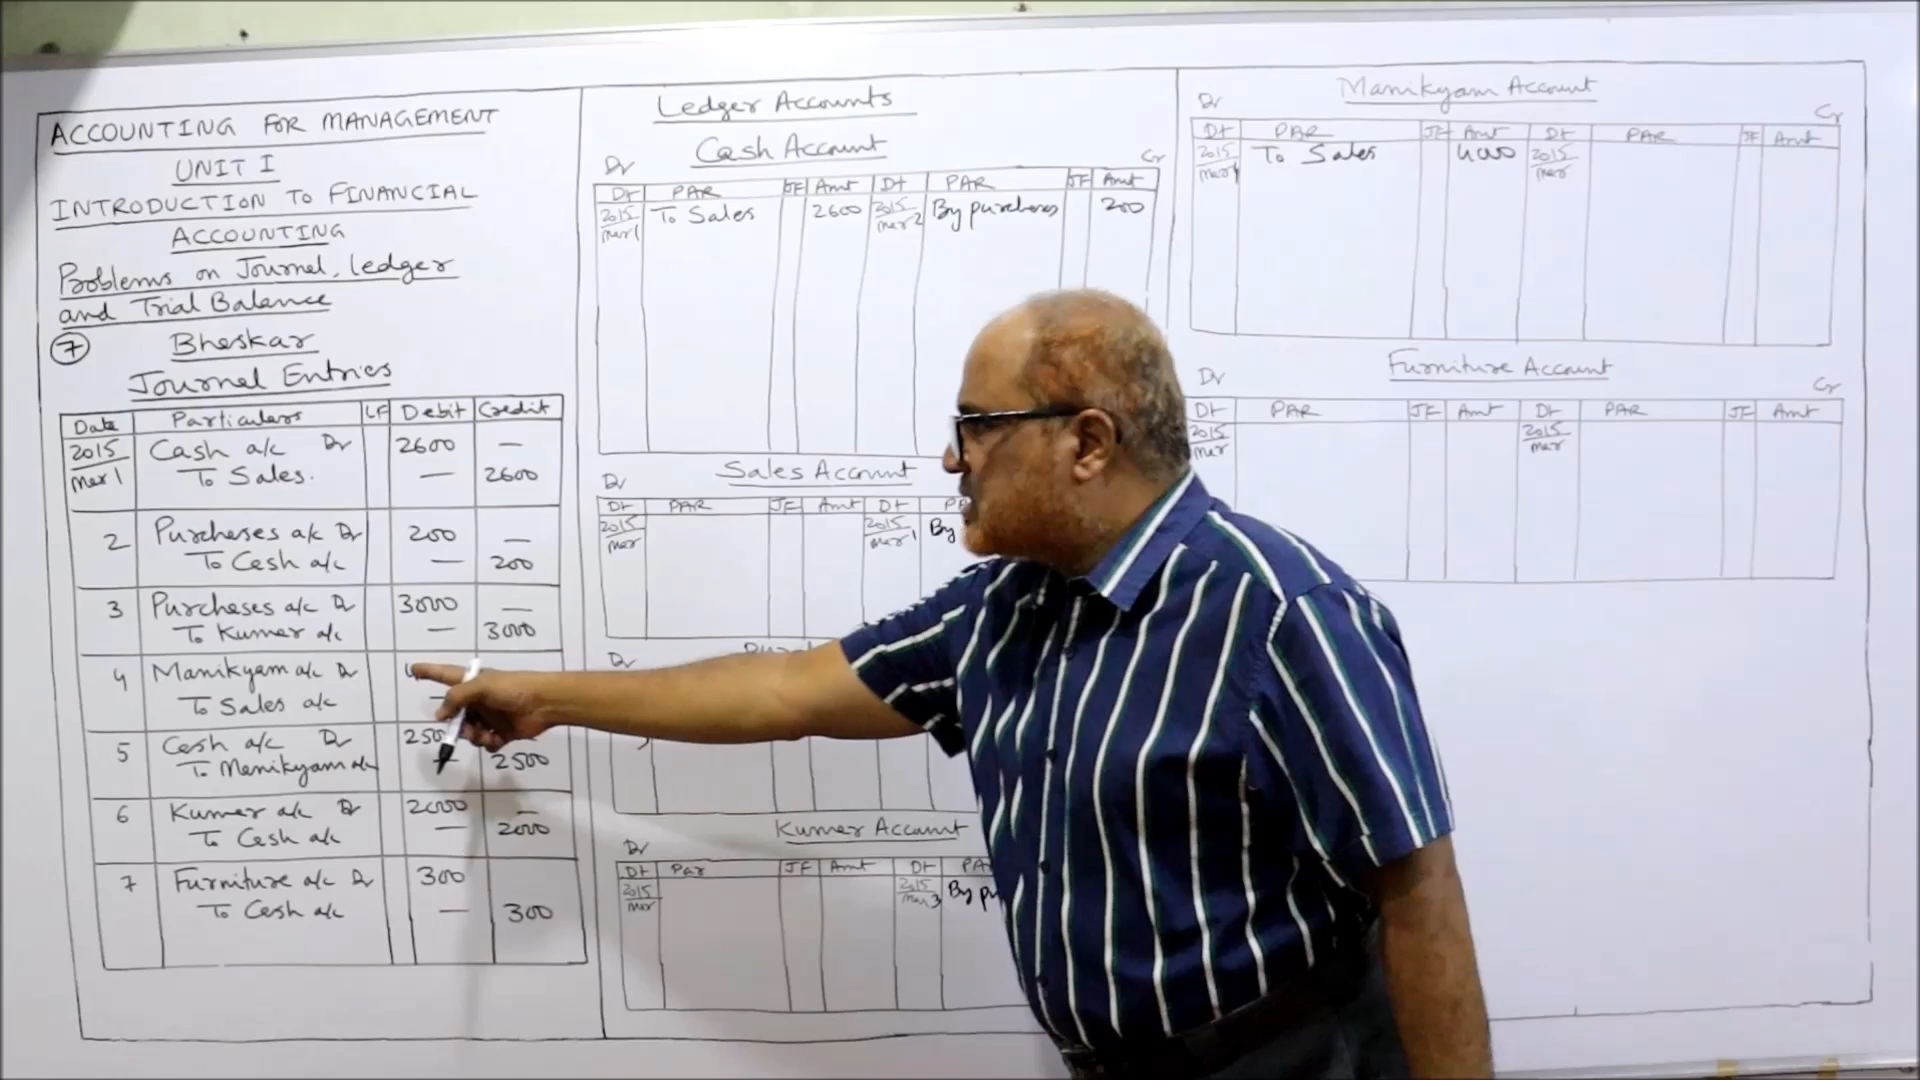 ACCOUNTING FOR MANAGEMENT
UNIT I
INTRODUCTION TO FINANCIAL
ACCOUNTING
Problems on Journal, ledger
and Trial Balance
7 Bhaskar
Journal Entries
Date Particulars LF Debit Credit
2015 Mar 1 Cash a/c Dr 2600 —
To Sales. — 2600
2 Purchases a/c Dr 200 —
To Cash a/c — 200
3 Purchases a/c Dr 3000 —
To Kumar a/c — 3000
4 Manikyam a/c Dr
To Sales a/c
5 Cash a/c Dr
To Manikyam a/c — 2500
6 Kumar a/c Dr 2000 —
To Cash a/c — 2000
7 Furniture a/c Dr 300
To Cash a/c — 300
Ledger Accounts
Cash Account
Dr Cr
Dt PAR JF Amt Dt PAR JF Amt
2015 Mar 1 To Sales 2600 2015 Mar 2 By purchases 200
Sales Account
Dr
Dt PAR JF Amt Dt
2015 Mar 2015 Mar 1 By
Dr
Kumar Account
Dr
Dt Par JF Amt Dt
2015 Mar 2015 Mar 3 By
Manikyam Account
Dr Cr
Dt PAR JF Amt Dt PAR JF Amt
2015 Mar 4 To Sales 4000 2015 Mar
Furniture Account
Dr Cr
Dt PAR JF Amt Dt PAR JF Amt
2015 Mar 2015 Mar